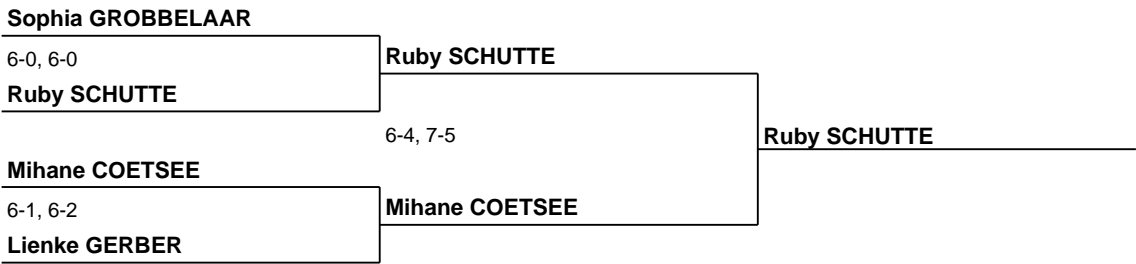 Sophia GROBBELAAR
6-0, 6-0
Ruby SCHUTTE
Ruby SCHUTTE
6-4, 7-5
Ruby SCHUTTE
Mihane COETSEE
6-1, 6-2
Mihane COETSEE
Lienke GERBER